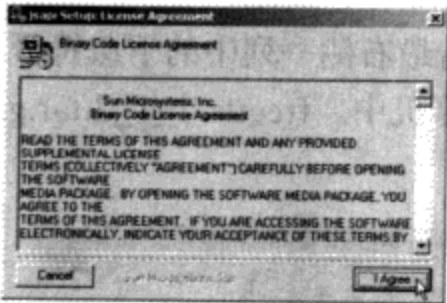 Jsapi Setup: License Agreement
Binary Code License Agreement
Sun Microsystems, Inc.
Binary Code License Agreement
READ THE TERMS OF THIS AGREEMENT AND ANY PROVIDED
SUPPLEMENTAL LICENSE
TERMS (COLLECTIVELY "AGREEMENT") CAREFULLY BEFORE OPENING
THE SOFTWARE
MEDIA PACKAGE. BY OPENING THE SOFTWARE MEDIA PACKAGE, YOU
AGREE TO THE
TERMS OF THIS AGREEMENT. IF YOU ARE ACCESSING THE SOFTWARE
ELECTRONICALLY, INDICATE YOUR ACCEPTANCE OF THESE TERMS BY
Cancel
I Agree